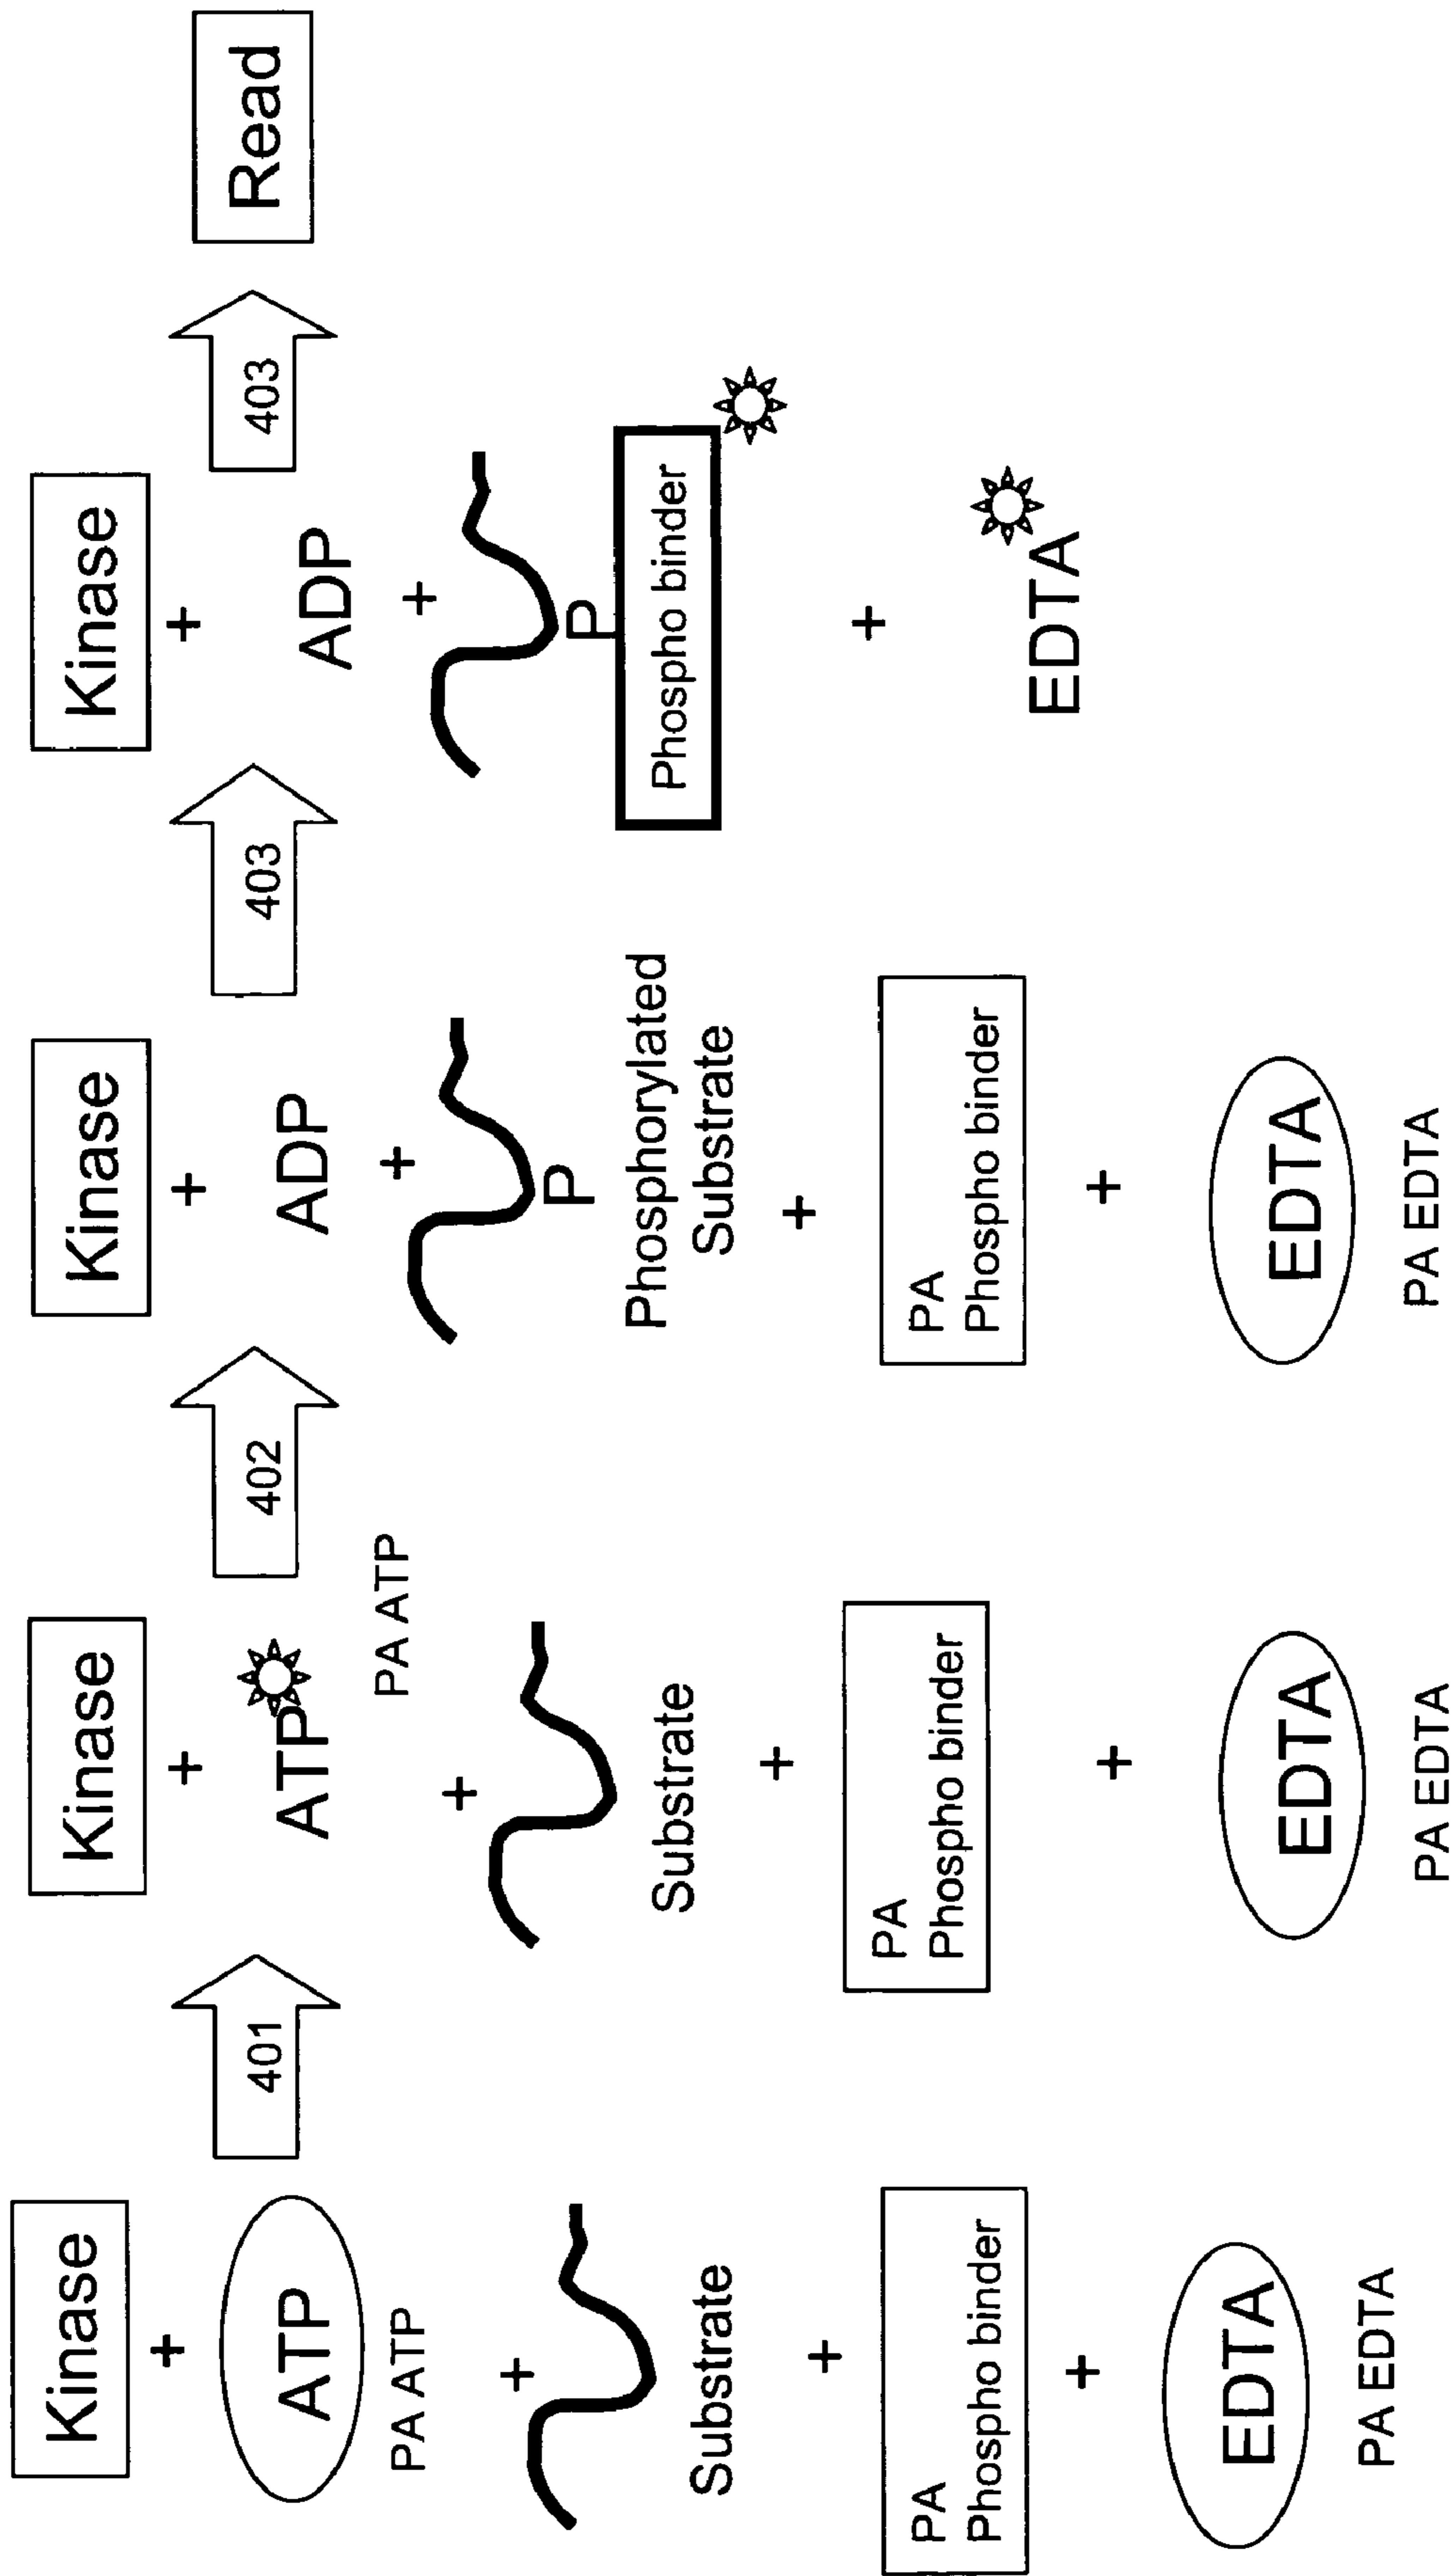 Kinase
+
ATP
PA ATP
+
Substrate
+
PA
Phospho binder
+
EDTA
PA EDTA
401
Kinase
+
ATP
PA ATP
+
Substrate
+
PA
Phospho binder
+
EDTA
PA EDTA
402
Kinase
+
ADP
+
P
Phosphorylated
Substrate
+
PA
Phospho binder
+
EDTA
PA EDTA
403
Kinase
+
ADP
+
P
Phospho binder
+
EDTA
403
Read